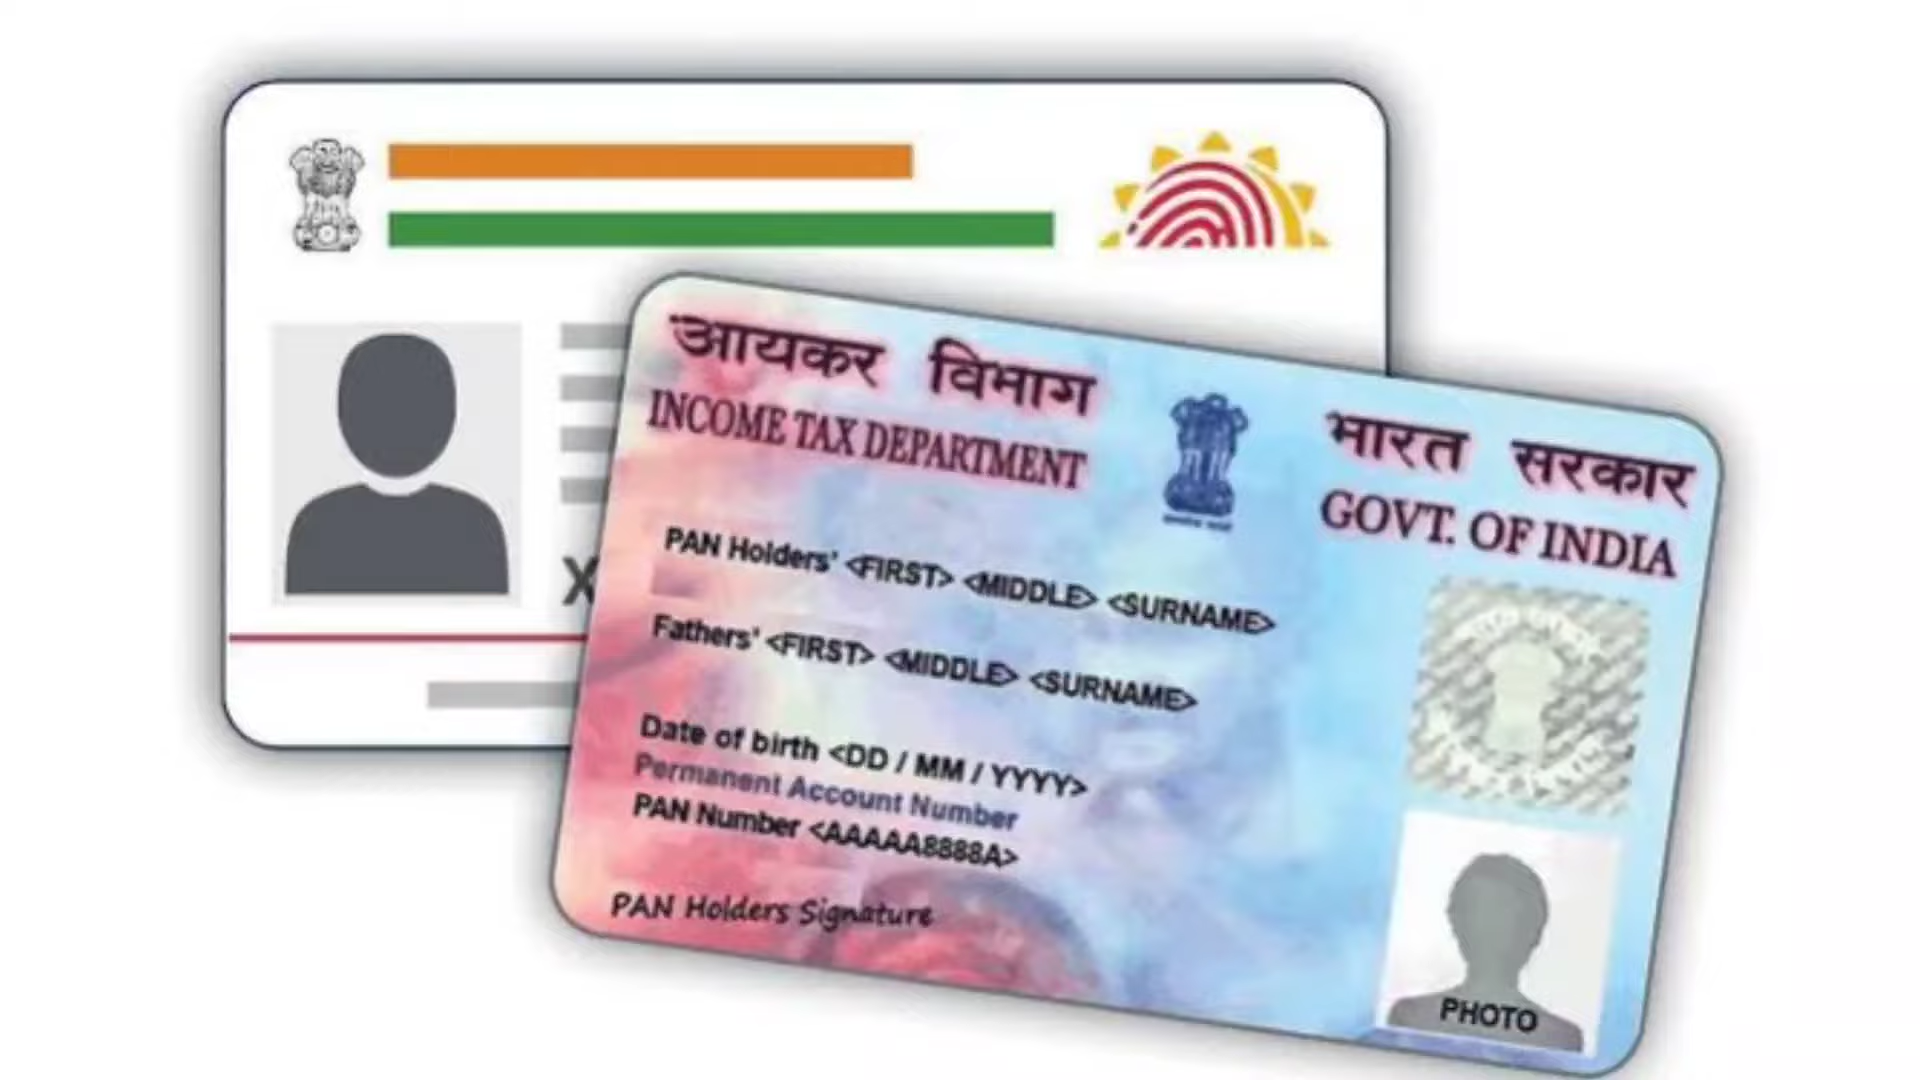 आयकर विभाग
INCOME TAX DEPARTMENT
भारत सरकार
GOVT. OF INDIA
PAN Holders' <FIRST> <MIDDLE> <SURNAME>
Fathers' <FIRST> <MIDDLE> <SURNAME>
Date of birth <DD / MM / YYYY>
Permanent Account Number
PAN Number <AAAAA8888A>
PAN Holders Signature
PHOTO
X